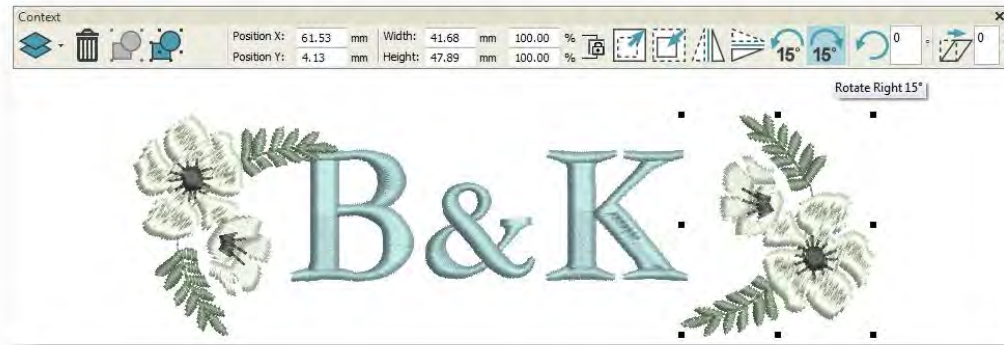 Context
Position X: 61.53 mm Width: 41.68 mm 100.00 %
Position Y: 4.13 mm Height: 47.89 mm 100.00 %
15° 15° 0 ° 0
Rotate Right 15°
B&K